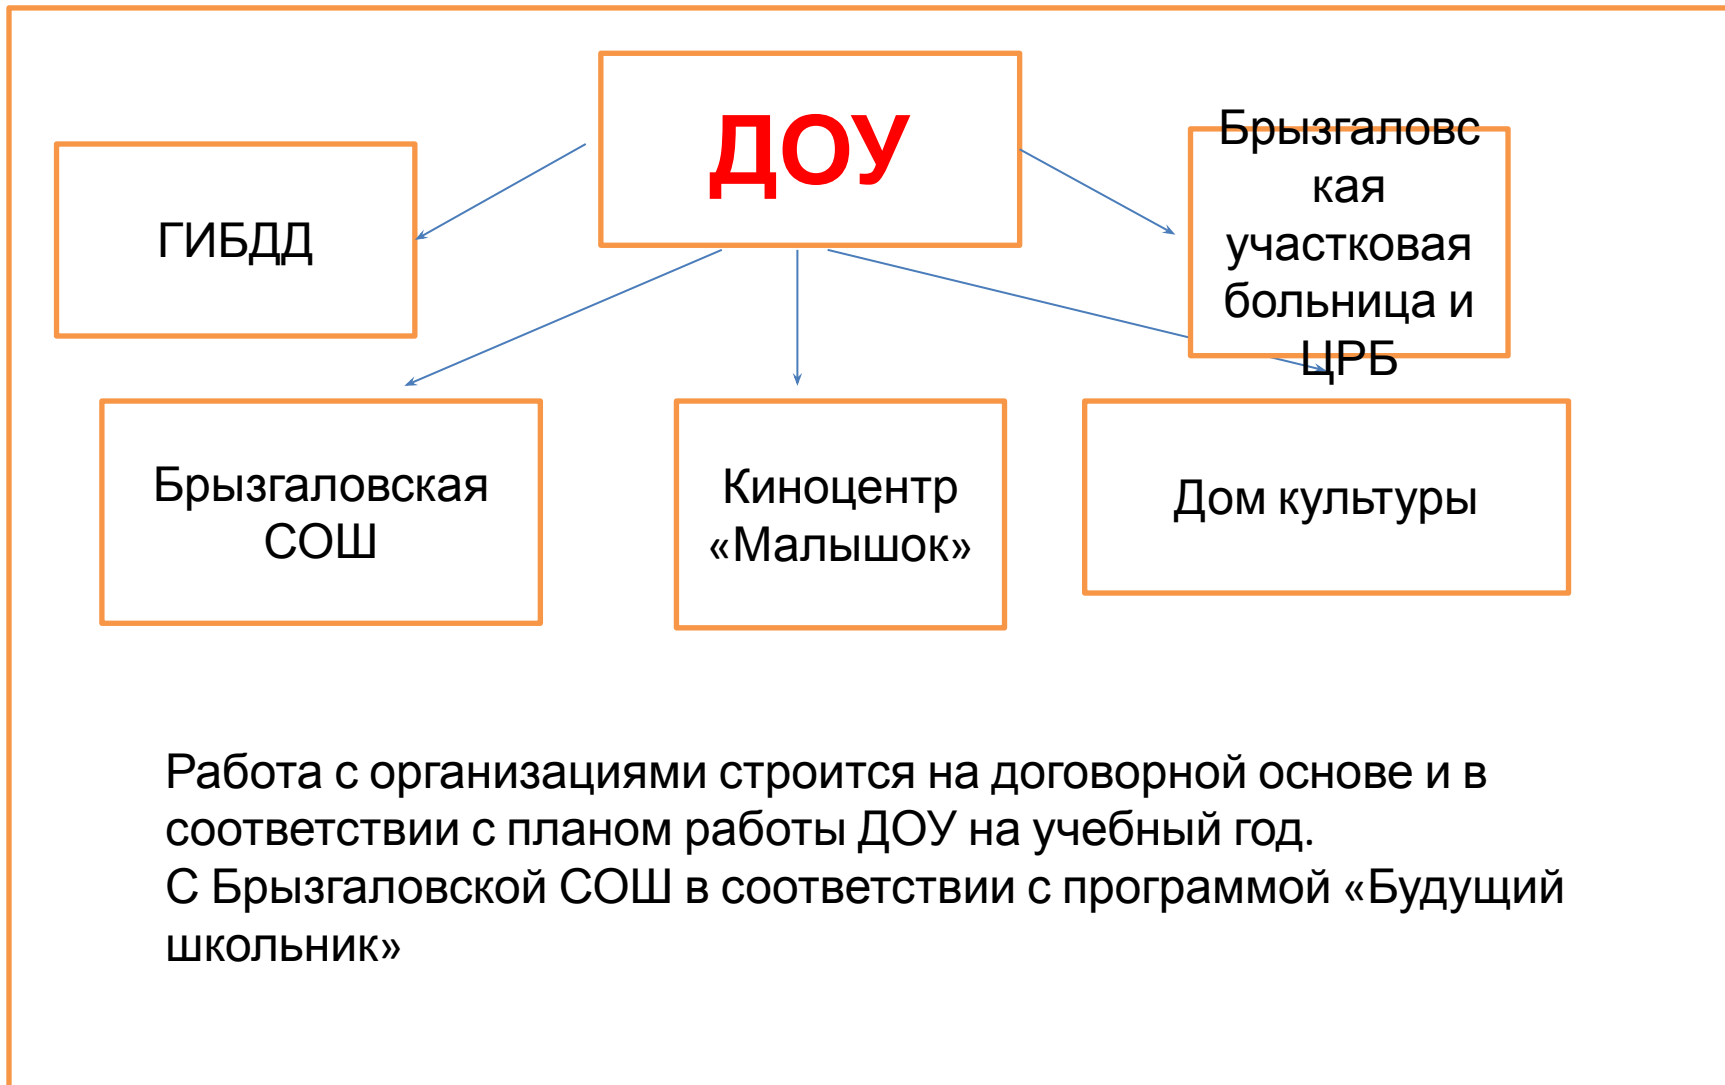 ДОУ
ГИБДД
Брызгаловс
кая
участковая
больница и
ЦРБ
Брызгаловская
СОШ
Киноцентр
«Малышок»
Дом культуры
Работа с организациями строится на договорной основе и в
соответствии с планом работы ДОУ на учебный год.
С Брызгаловской СОШ в соответствии с программой «Будущий
школьник»